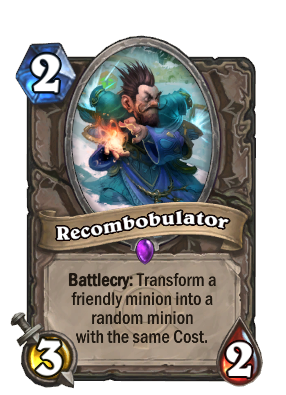 2
Recombobulator
Battlecry: Transform a
friendly minion into a
random minion
with the same Cost.
3
2